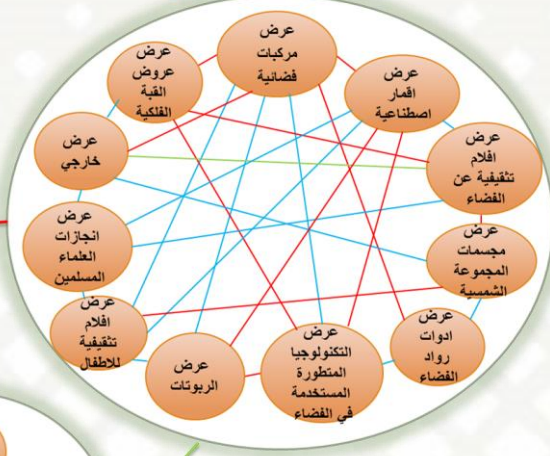 عرض
مركبات
فضائية
عرض
اقمار
اصطناعية
عرض
افلام
تثقيفية عن
الفضاء
عرض
مجسمات
المجموعة
الشمسية
عرض
ادوات
رواد
الفضاء
عرض
التكنولوجيا
المتطورة
المستخدمة
في الفضاء
عرض
الربوتات
عرض
افلام
تثقيفية
للاطفال
عرض
انجازات
العلماء
المسلمين
عرض
خارجي
عرض
عروض
القبة
الفلكية